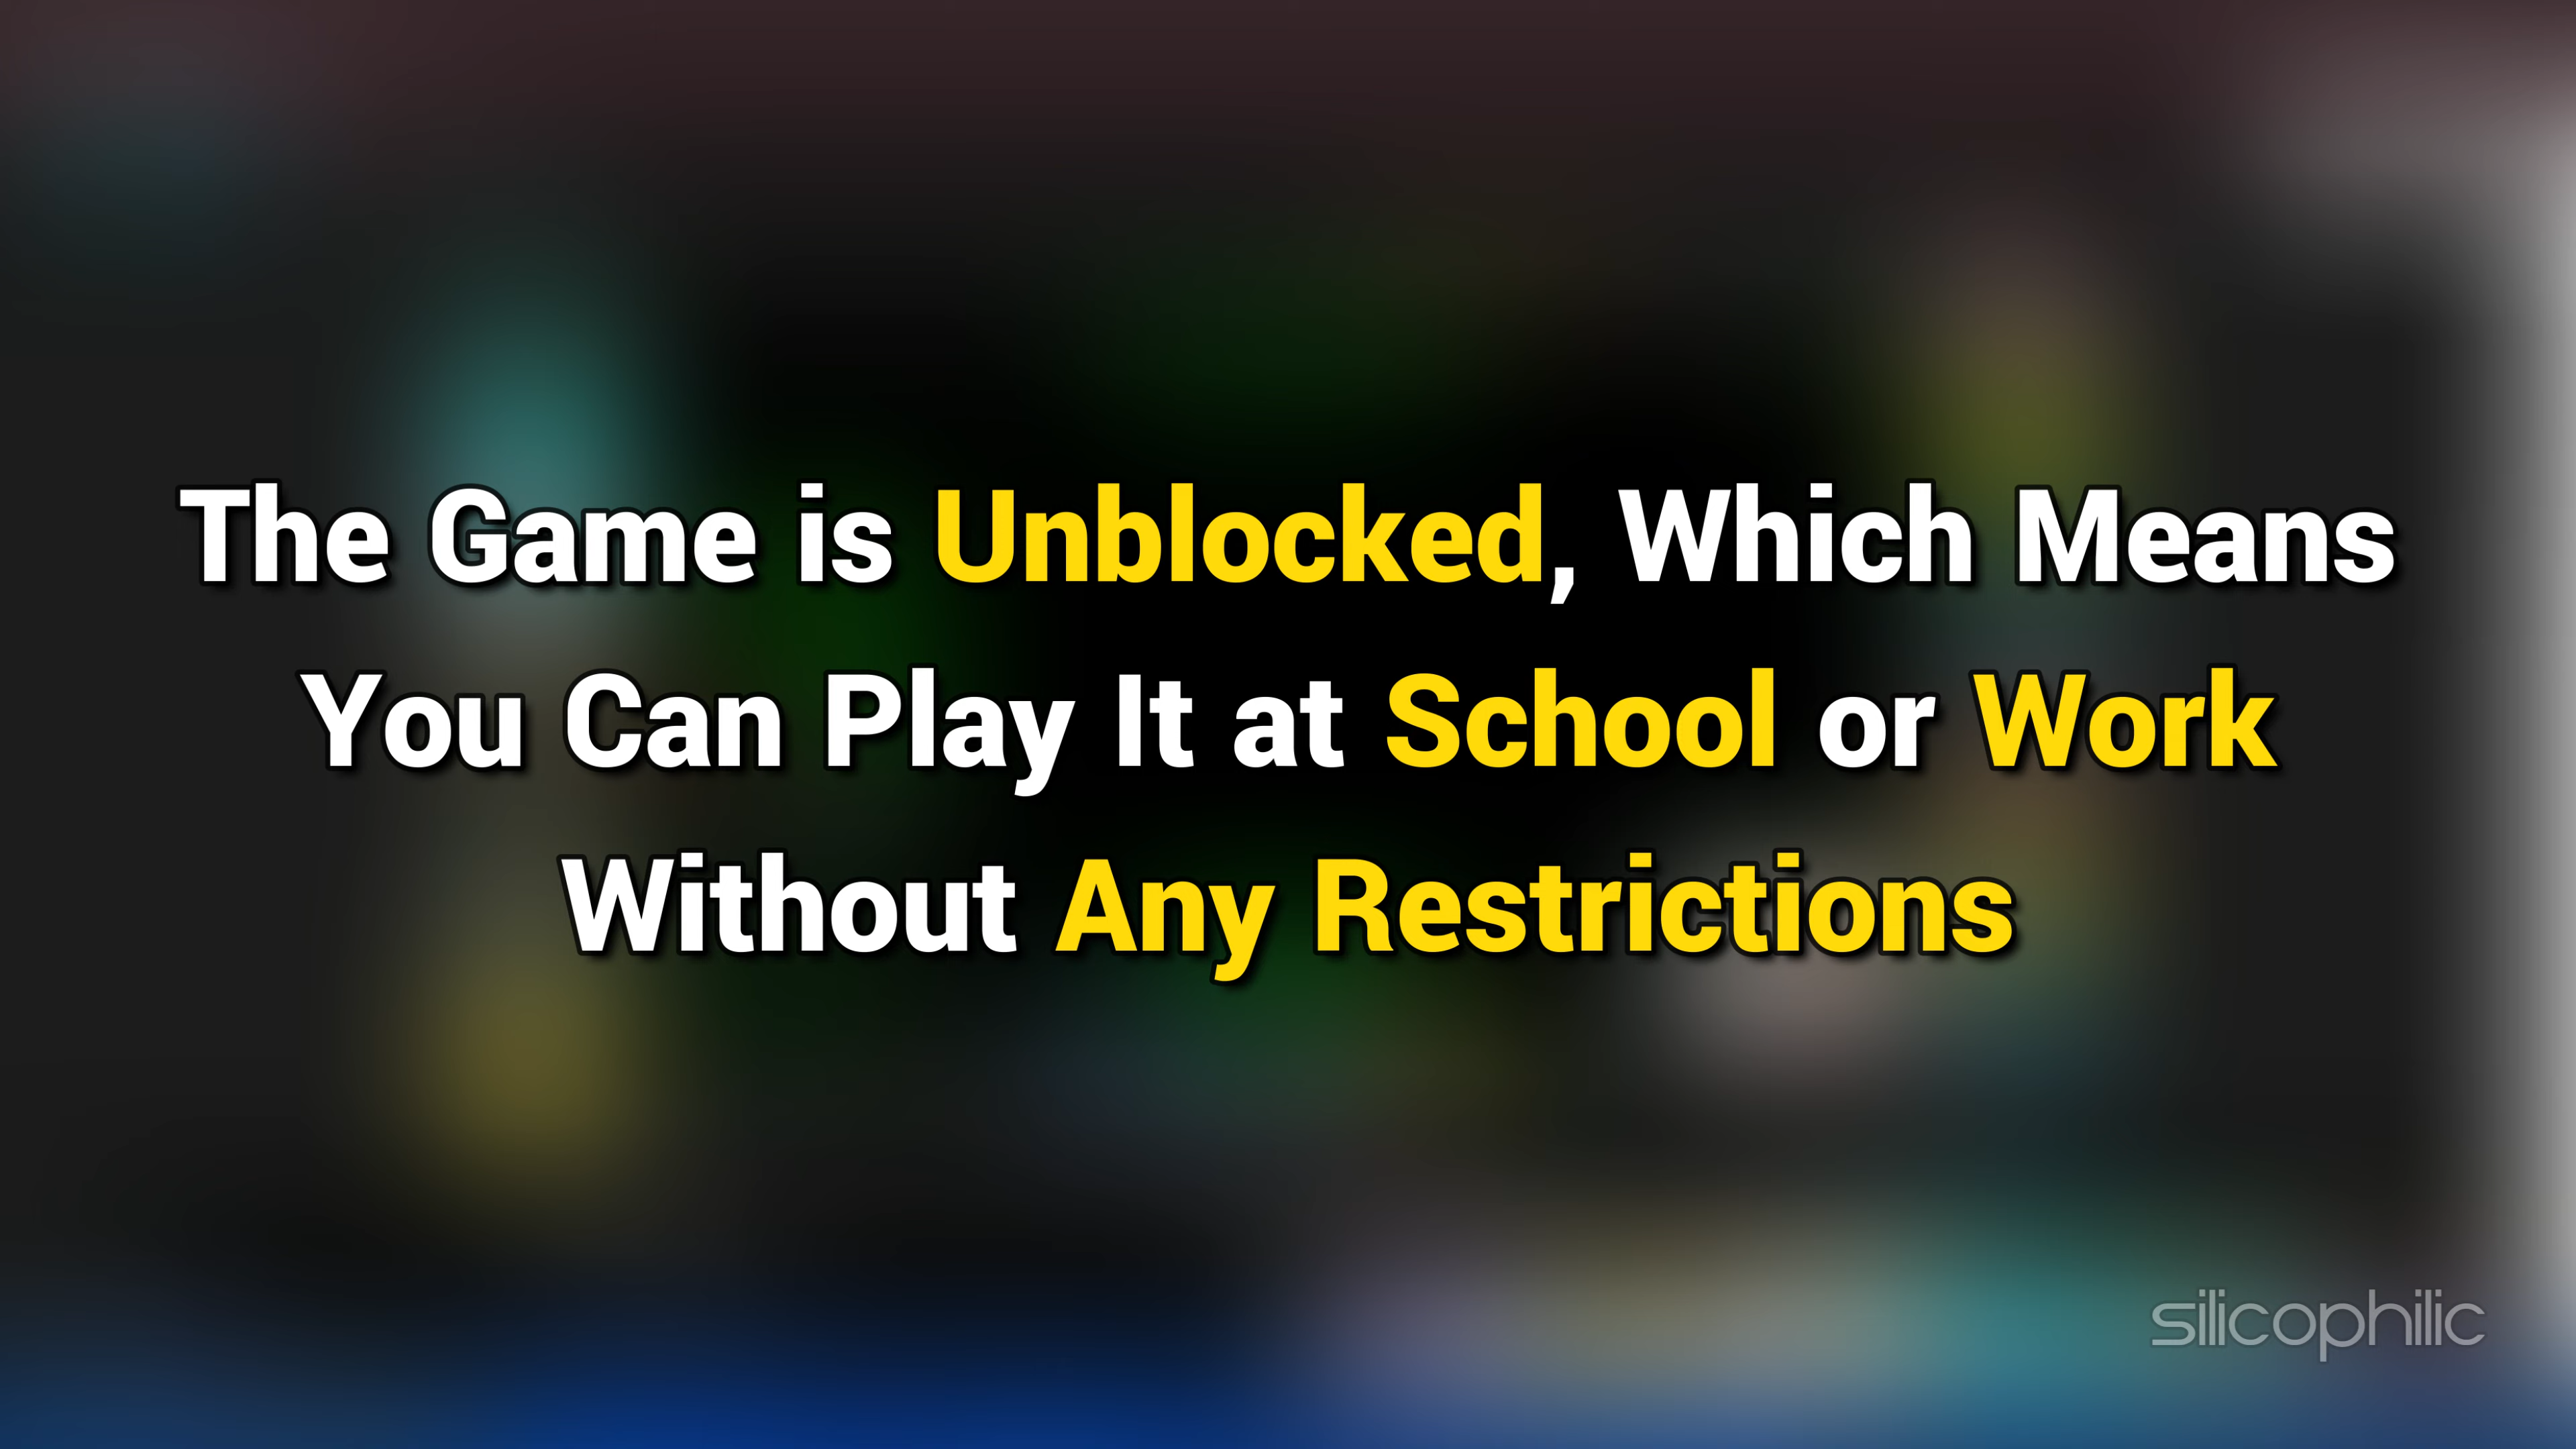 The Game is Unblocked, Which Means
You Can Play It at School or Work
Without Any Restrictions
silicophilic